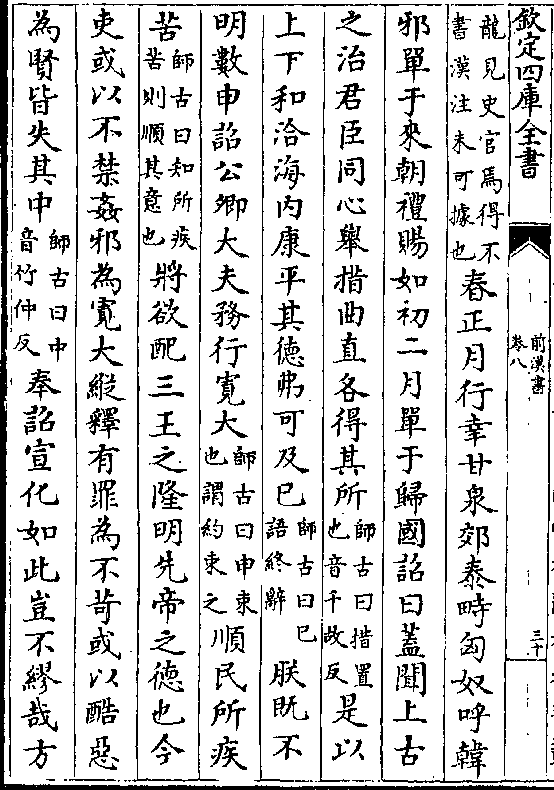 欽定四庫全書
前漢書
卷八
三十
龍見史官焉得不
書漢注未可據也
春正月行幸甘泉郊泰畤匈奴呼韓
邪單于來朝禮賜如初二月單于歸國詔曰蓋聞上古
之治君臣同心舉措曲直各得其所
師古曰措置
也音千故反
是以
上下和洽海内康平其德弗可及巳
師古曰巳
語終辭
朕既不
明數申詔公卿大夫務行寛大
師古曰申束
也謂約束之
順民所疾
苦
師古曰知所疾
苦則順其意也
將欲配三王之隆明先帝之德也今
吏或以不禁姦邪為寛大縱釋有罪為不苛或以酷惡
為賢皆失其中
師古曰中
音竹仲反
奉詔宣化如此豈不繆哉方